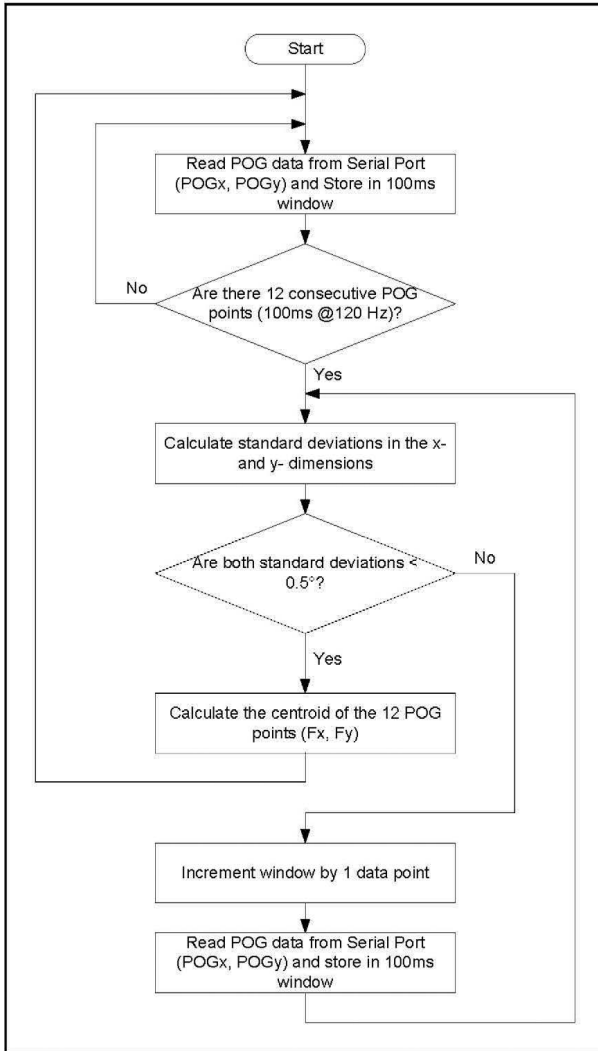 Start
Read POG data from Serial Port
(POGx, POGy) and Store in 100ms
window
No
Are there 12 consecutive POG
points (100ms @120 Hz)?
Yes
Calculate standard deviations in the x-
and y- dimensions
Are both standard deviations <
0.5°?
No
Yes
Calculate the centroid of the 12 POG
points (Fx, Fy)
Increment window by 1 data point
Read POG data from Serial Port
(POGx, POGy) and store in 100ms
window